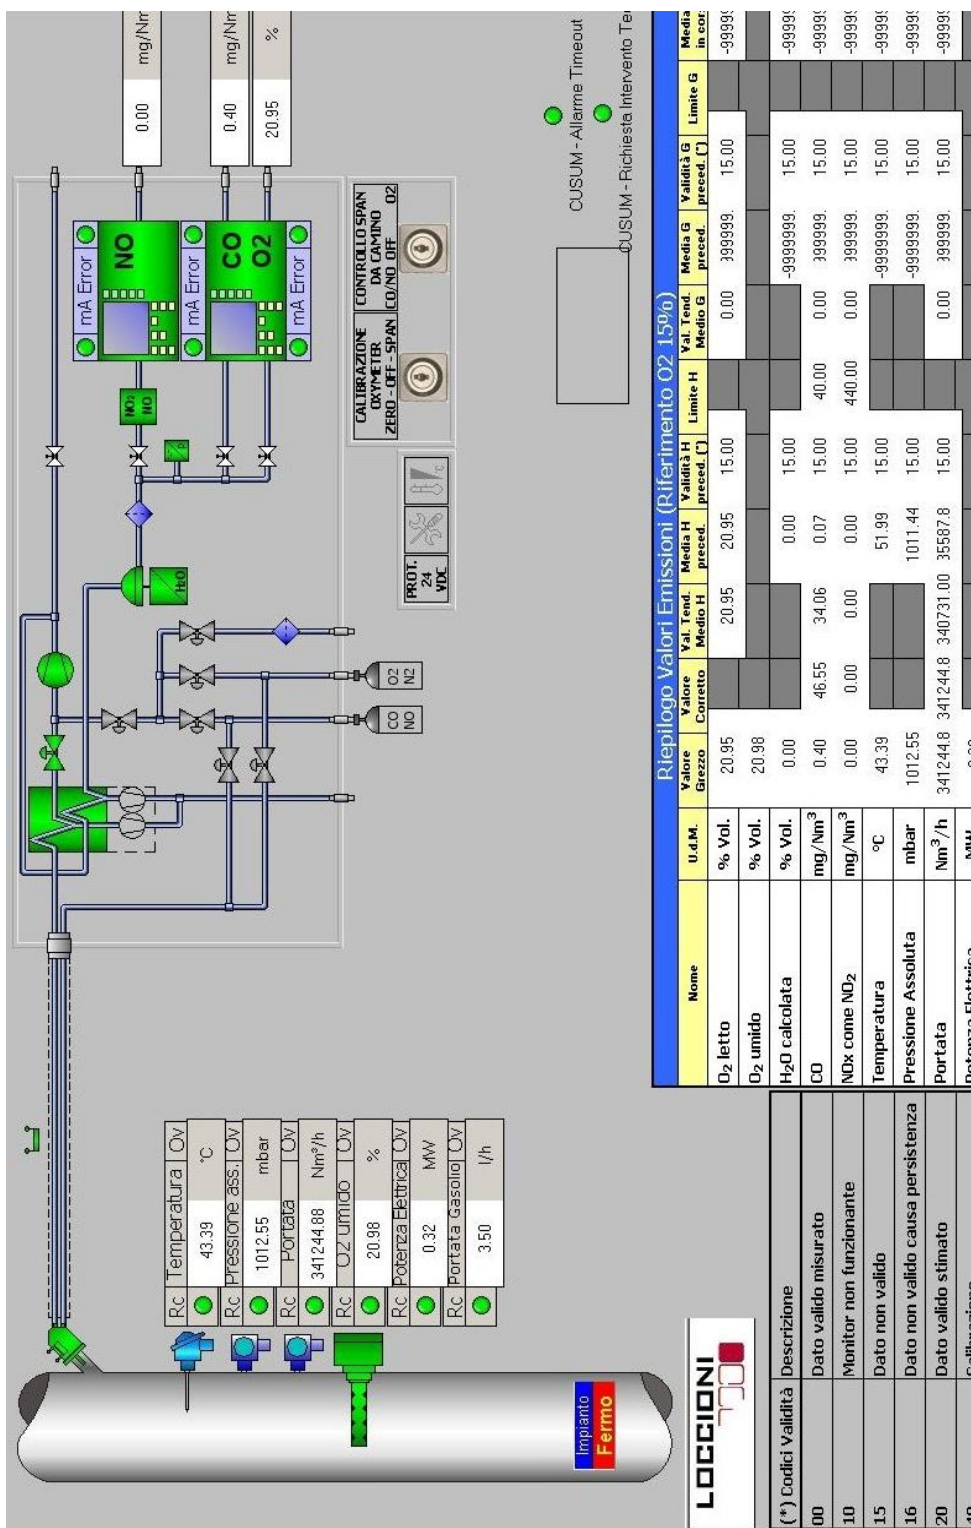 mA Error
NO
0.00 mg/Nm
mA Error
CO
O2
0.40 mg/Nm
20.95 %
mA Error
NO₂
NO
P
H₂O
Rc Temperatura Ov
43.39 °C
Rc Pressione ass. Ov
1012.55 mbar
Rc Portata Ov
341244.88 Nm³/h
Rc O2 umido Ov
20.98 %
Rc Potenza Elettrica Ov
0.32 MW
Rc Portata Gasolio Ov
3.50 l/h
CO
NO
O2
N2
CALIBRAZIONE
OXYMETER
ZERO - OFF - SPAN
CONTROLLO SPAN
DA CAMINO
CO/NO OFF O2
PROT.
24
VDC
°C
CUSUM - Allarme Timeout
CUSUM - Richiesta Intervento
Impianto
Fermo
LOCCIONI
Riepilogo Valori Emissioni (Riferimento O2 15%)
Nome U.d.M. Valore Grezzo Valore Corretto Val. Tend. Medio H Media H preced. Validità H preced. (*) Limite H Val. Tend. Medio G Media G preced. Validità G preced. (*) Limite G Media in
O₂ letto % Vol. 20.95 20.95 20.95 15.00 0.00 15.00
O₂ umido % Vol. 20.98
H₂O calcolata % Vol. 0.00 0.00 15.00 -9999999. 15.00
CO mg/Nm³ 0.40 46.55 34.06 0.07 15.00 40.00 0.00 15.00
NOx come NO₂ mg/Nm³ 0.00 0.00 0.00 0.00 15.00 440.00 0.00 15.00
Temperatura °C 43.39 51.99 15.00 -9999999. 15.00
Pressione Assoluta mbar 1012.55 1011.44 15.00 -9999999. 15.00
Portata Nm³/h 341244.8 341244.8 340731.00 35587.8 15.00 0.00 15.00
Potenza Elettrica MW
(*) Codici Validità Descrizione
00 Dato valido misurato
10 Monitor non funzionante
15 Dato non valido
16 Dato non valido causa persistenza
20 Dato valido stimato